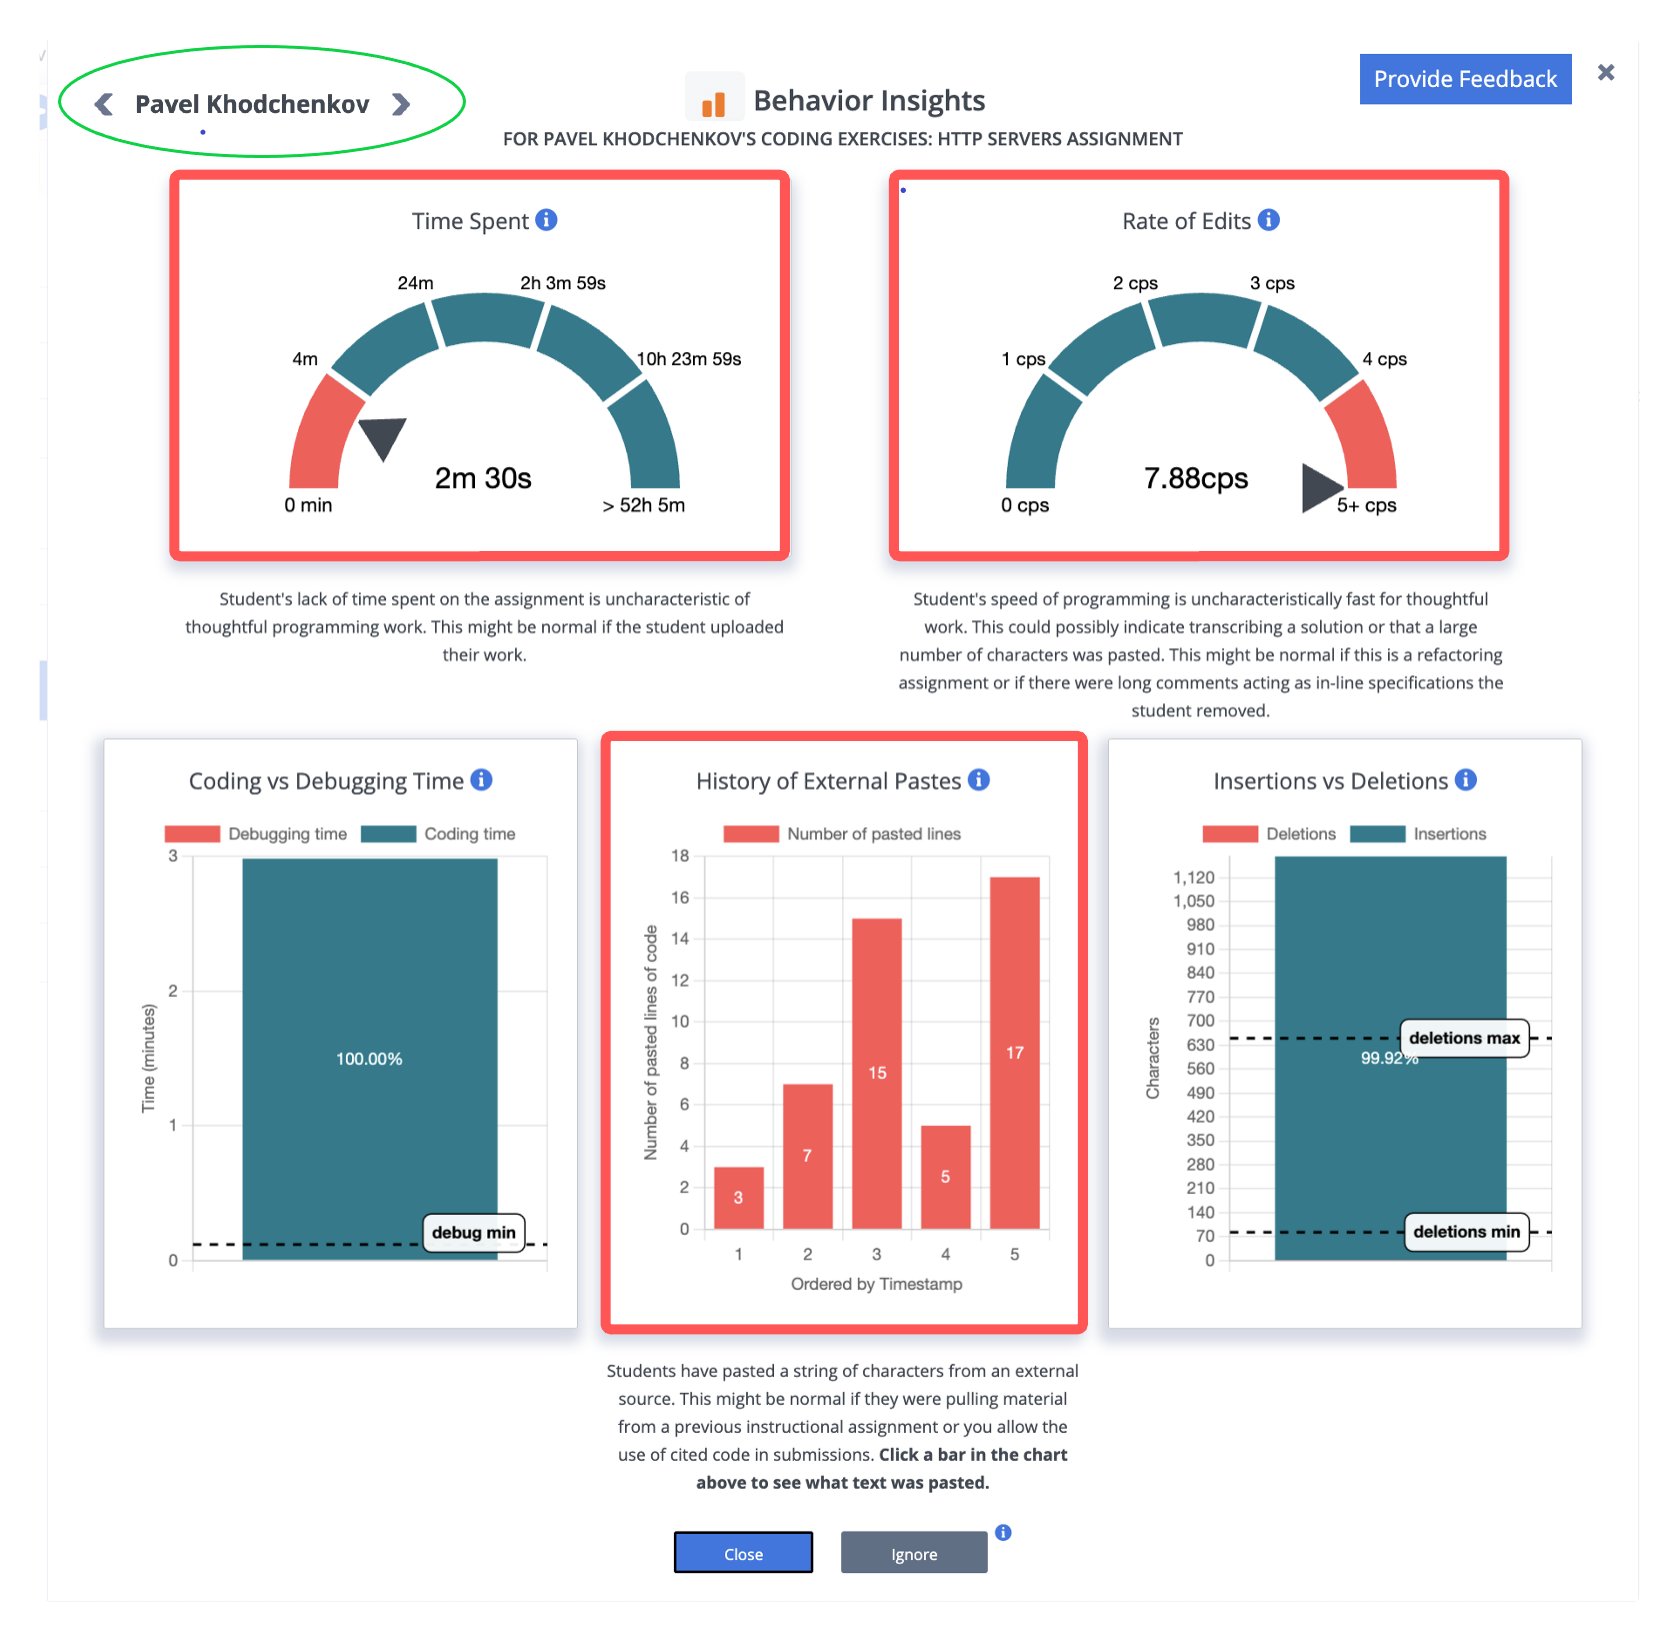 Pavel Khodchenkov
Behavior Insights
Provide Feedback
FOR PAVEL KHODCHENKOV'S CODING EXERCISES: HTTP SERVERS ASSIGNMENT
Time Spent
24m
2h 3m 59s
4m
10h 23m 59s
2m 30s
0 min
> 52h 5m
Student's lack of time spent on the assignment is uncharacteristic of
thoughtful programming work. This might be normal if the student uploaded
their work.
Rate of Edits
2 cps
3 cps
1 cps
4 cps
7.88cps
0 cps
5+ cps
Student's speed of programming is uncharacteristically fast for thoughtful
work. This could possibly indicate transcribing a solution or that a large
number of characters was pasted. This might be normal if this is a refactoring
assignment or if there were long comments acting as in-line specifications the
student removed.
Coding vs Debugging Time
Debugging time
Coding time
3
2
1
0
Time (minutes)
100.00%
debug min
History of External Pastes
Number of pasted lines
18
16
14
12
10
8
6
4
2
0
Number of pasted lines of code
3
7
15
5
17
1
2
3
4
5
Ordered by Timestamp
Students have pasted a string of characters from an external
source. This might be normal if they were pulling material
from a previous instructional assignment or you allow the
use of cited code in submissions. Click a bar in the chart
above to see what text was pasted.
Insertions vs Deletions
Deletions
Insertions
1,120
1,050
980
910
840
770
700
630
560
490
420
350
280
210
140
70
0
Characters
deletions max
99.92%
deletions min
Close
Ignore